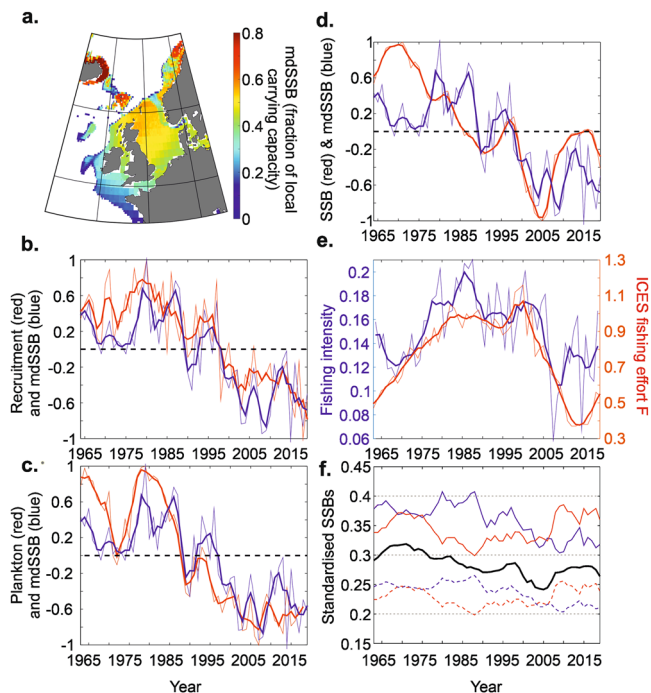 a.
0.8
0.6
0.4
0.2
0
mdSSB (fraction of local
carrying capacity)
d.
1
0.6
0.2
-0.2
-0.6
-1
SSB (red) & mdSSB (blue)
1965 1975 1985 1995 2005 2015
b.
1
0.6
0.2
-0.2
-0.6
-1
Recruitment (red)
and mdSSB (blue)
1965 1975 1985 1995 2005 2015
e.
0.2
0.18
0.16
0.14
0.12
0.1
0.08
0.06
Fishing intensity
1.3
1.1
0.9
0.7
0.5
0.3
ICES fishing effort F
1965 1975 1985 1995 2005 2015
c.
1
0.6
0.2
-0.2
-0.6
-1
Plankton (red)
and mdSSB (blue)
1965 1975 1985 1995 2005 2015
Year
f.
0.45
0.4
0.35
0.3
0.25
0.2
0.15
Standardised SSBs
1965 1975 1985 1995 2005 2015
Year